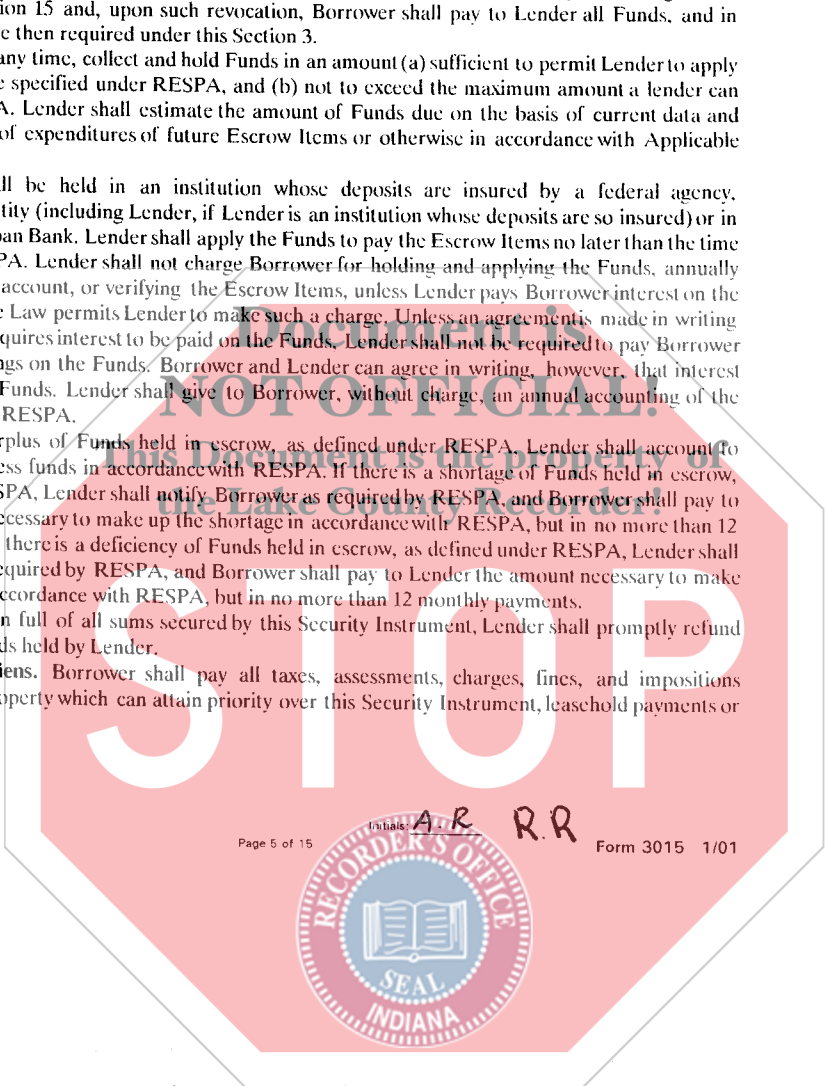 ion 15 and, upon such revocation, Borrower shall pay to Lender all Funds, and in
e then required under this Section 3.
any time, collect and hold Funds in an amount (a) sufficient to permit Lender to apply
e specified under RESPA, and (b) not to exceed the maximum amount a lender can
A. Lender shall estimate the amount of Funds due on the basis of current data and
of expenditures of future Escrow Items or otherwise in accordance with Applicable
ll be held in an institution whose deposits are insured by a federal agency,
tity (including Lender, if Lender is an institution whose deposits are so insured) or in
oan Bank. Lender shall apply the Funds to pay the Escrow Items no later than the time
PA. Lender shall not charge Borrower for holding and applying the Funds, annually
account, or verifying the Escrow Items, unless Lender pays Borrower interest on the
e Law permits Lender to make such a charge. Unless an agreement is made in writing
Document is
quires interest to be paid on the Funds, Lender shall not be required to pay Borrower
ngs on the Funds. Borrower and Lender can agree in writing, however, that interest
Funds. Lender shall give to Borrower, without charge, an annual accounting of the
NOT OFFICIAL!
RESPA.
rplus of Funds held in escrow, as defined under RESPA, Lender shall account to
This Document is the property of
ess funds in accordance with RESPA. If there is a shortage of Funds held in escrow,
SPA, Lender shall notify Borrower as required by RESPA, and Borrower shall pay to
the Lake County Recorder!
ecessary to make up the shortage in accordance with RESPA, but in no more than 12
there is a deficiency of Funds held in escrow, as defined under RESPA, Lender shall
equired by RESPA, and Borrower shall pay to Lender the amount necessary to make
ccordance with RESPA, but in no more than 12 monthly payments.
n full of all sums secured by this Security Instrument, Lender shall promptly refund
ds held by Lender.
iens. Borrower shall pay all taxes, assessments, charges, fines, and impositions
operty which can attain priority over this Security Instrument, leasehold payments or
STOP
Initials: A.R R.R
Page 5 of 15
Form 3015 1/01
RECORDER'S OFFICE
SEAL
INDIANA